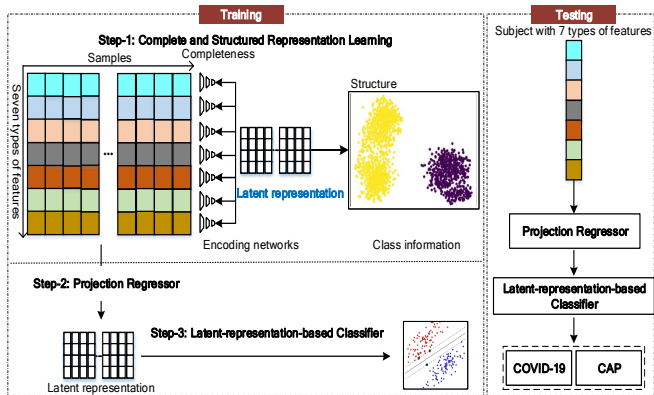 Training
Step-1: Complete and Structured Representation Learning
Samples
Completeness
Seven types of features
...
Structure
Latent representation
Encoding networks
Class information
Step-2: Projection Regressor
Step-3: Latent-representation-based Classifier
Latent representation
Testing
Subject with 7 types of features
Projection Regressor
Latent-representation-based
Classifier
COVID-19
CAP